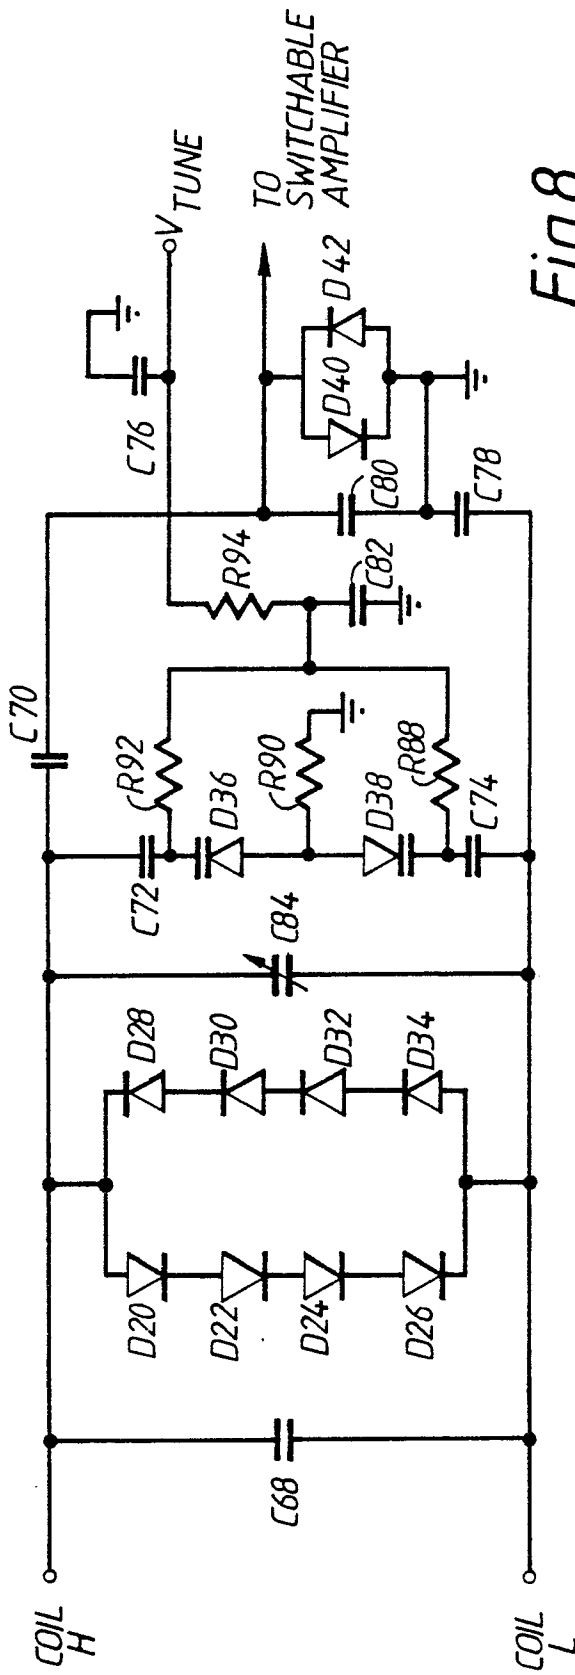 COIL
H
COIL
L
C68
D20
D22
D24
D26
D28
D30
D32
D34
C84
C72
D36
D38
C74
C70
R92
R90
R88
R94
C82
C76
V TUNE
C80
C78
D40
D42
TO
SWITCHABLE
AMPLIFIER
Fig 8